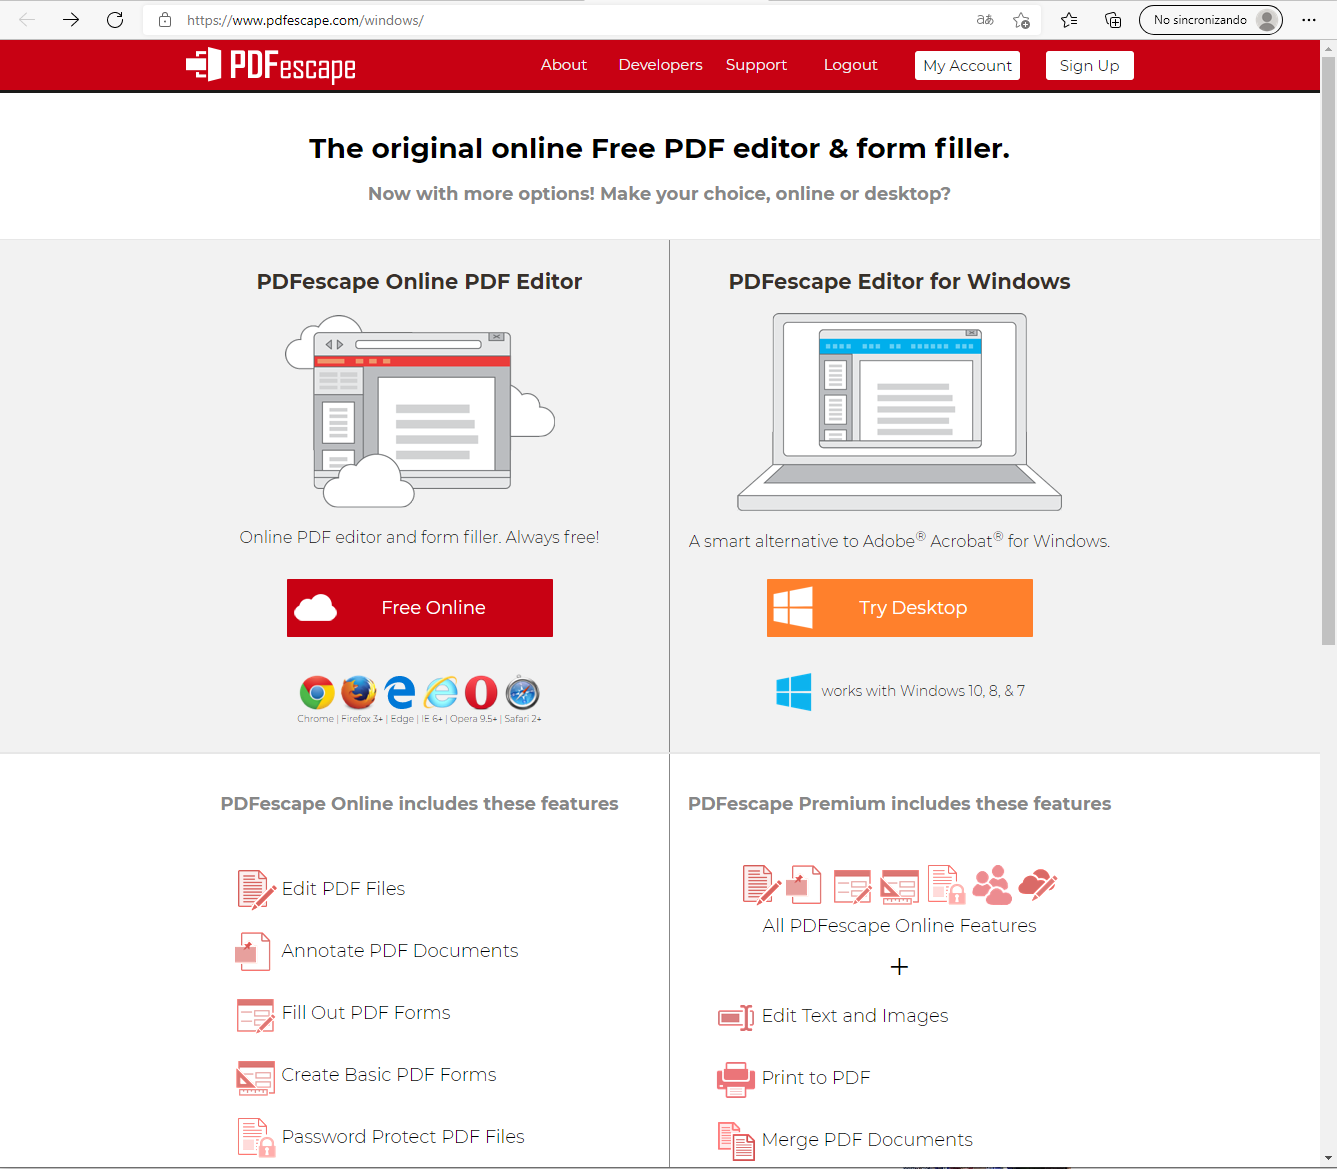 https://www.pdfescape.com/windows/
aあ
No sincronizando
PDFescape
About
Developers
Support
Logout
My Account
Sign Up
The original online Free PDF editor & form filler.
Now with more options! Make your choice, online or desktop?
PDFescape Online PDF Editor
Online PDF editor and form filler. Always free!
Free Online
Chrome | Firefox 3+ | Edge | IE 6+ | Opera 9.5+ | Safari 2+
PDFescape Editor for Windows
A smart alternative to Adobe® Acrobat® for Windows.
Try Desktop
works with Windows 10, 8, & 7
PDFescape Online includes these features
Edit PDF Files
Annotate PDF Documents
Fill Out PDF Forms
Create Basic PDF Forms
Password Protect PDF Files
PDFescape Premium includes these features
All PDFescape Online Features
+
Edit Text and Images
Print to PDF
Merge PDF Documents